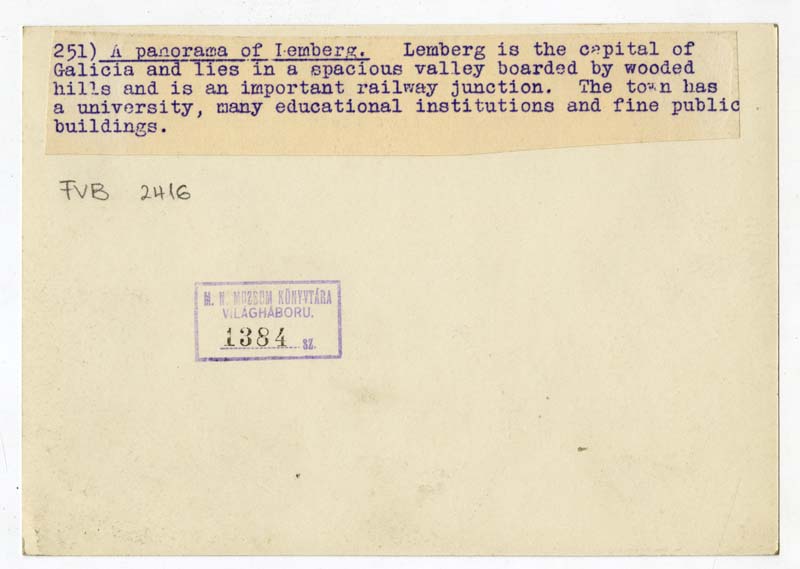 251) A panorama of Lemberg. Lemberg is the capital of
Galicia and lies in a spacious valley boarded by wooded
hills and is an important railway junction. The town has
a university, many educational institutions and fine public
buildings.
FVB 2416
M. N. MUZEUM KÖNYVTÁRA
VILÁGHÁBORU.
1384 SZ.